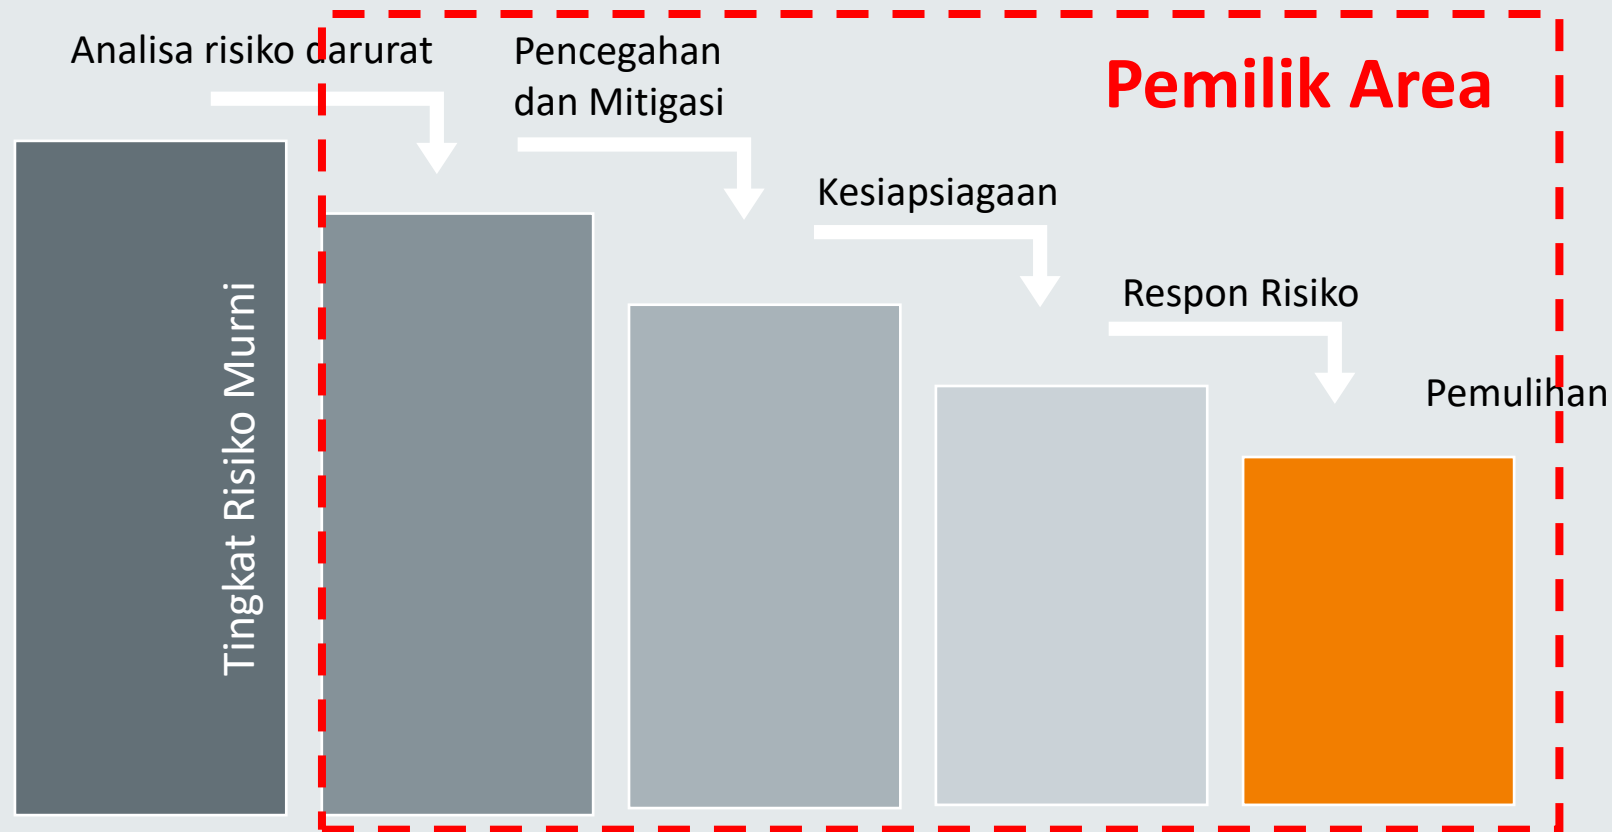 Analisa risiko darurat
Pencegahan
dan Mitigasi
Pemilik Area
Kesiapsiagaan
Respon Risiko
Pemulihan
Tingkat Risiko Murni